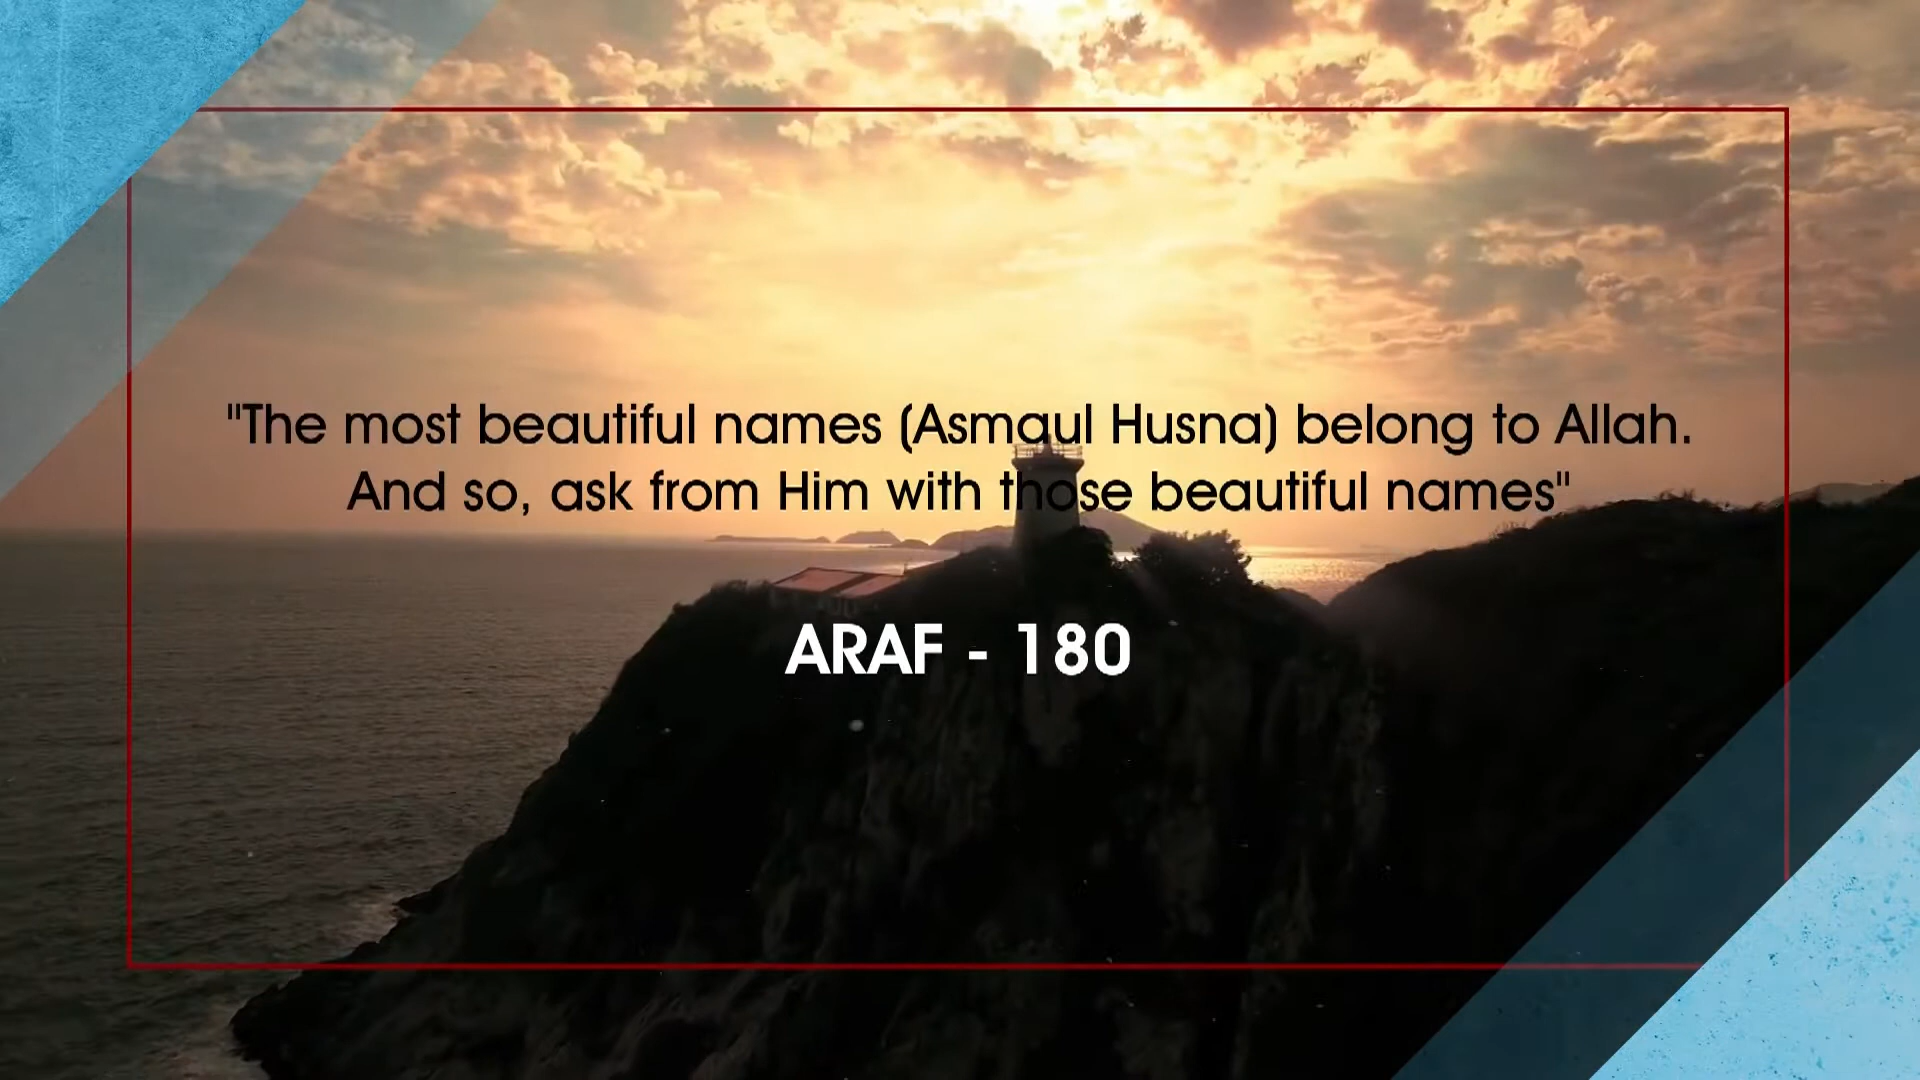 "The most beautiful names (Asmaul Husna) belong to Allah.
And so, ask from Him with those beautiful names"
ARAF - 180